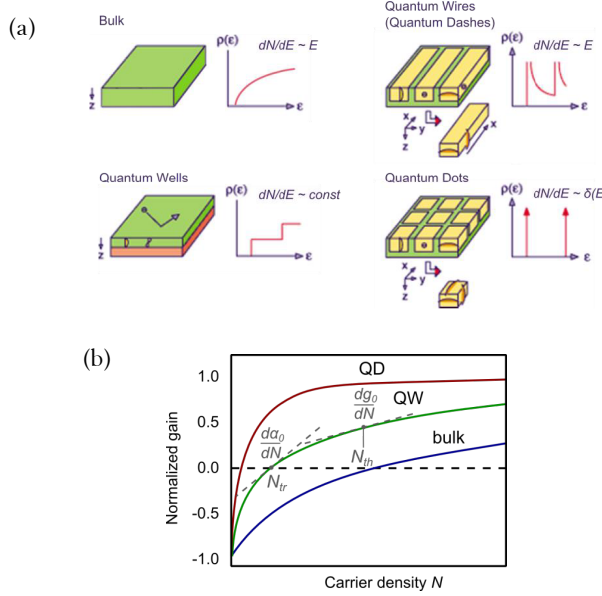 (a)
Bulk
ρ(ε)
dN/dE ~ E
z
ε
Quantum Wires
(Quantum Dashes)
ρ(ε)
dN/dE ~ E
x
y
z
x
ε
Quantum Wells
ρ(ε)
dN/dE ~ const
z
ε
Quantum Dots
ρ(ε)
dN/dE ~ δ(E
x
y
z
ε
(b)
1.0
0.5
0.0
-0.5
-1.0
Normalized gain
QD
QW
bulk
dα₀
dN
N_tr
dg₀
dN
N_th
Carrier density N